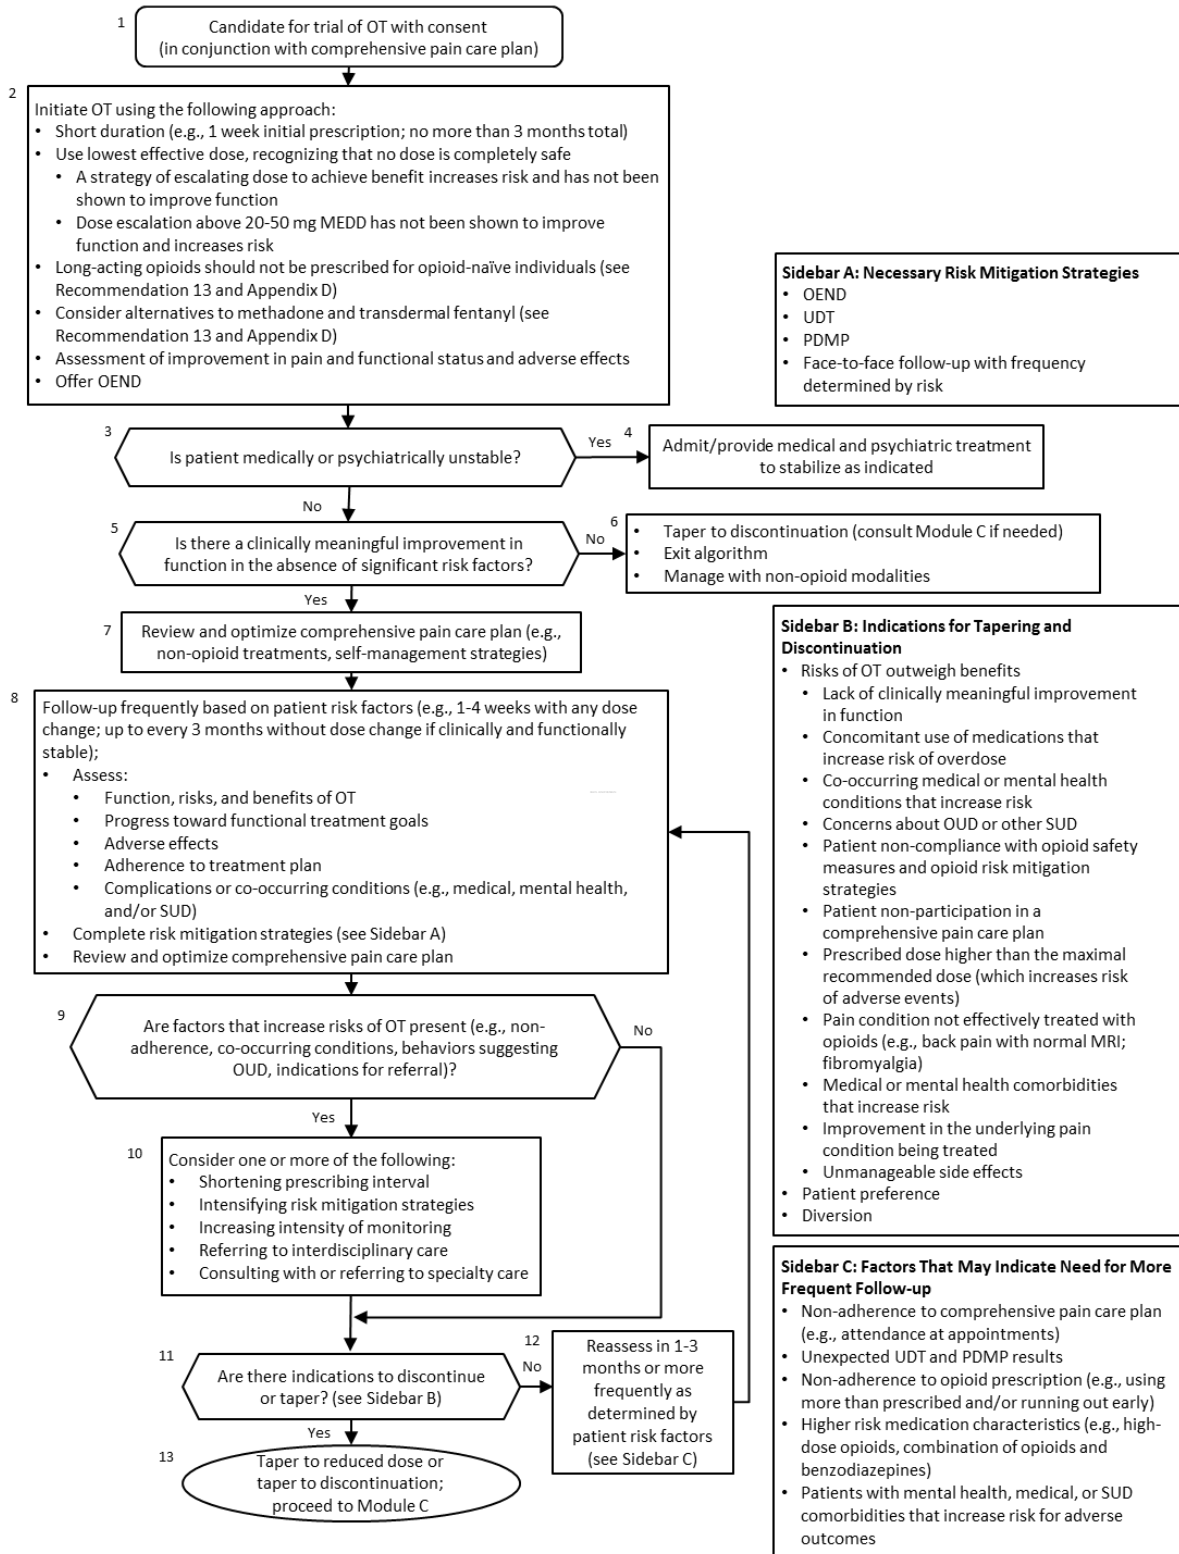 1
Candidate for trial of OT with consent
(in conjunction with comprehensive pain care plan)
2
Initiate OT using the following approach:
• Short duration (e.g., 1 week initial prescription; no more than 3 months total)
• Use lowest effective dose, recognizing that no dose is completely safe
• A strategy of escalating dose to achieve benefit increases risk and has not been
shown to improve function
• Dose escalation above 20-50 mg MEDD has not been shown to improve
function and increases risk
• Long-acting opioids should not be prescribed for opioid-naïve individuals (see
Recommendation 13 and Appendix D)
• Consider alternatives to methadone and transdermal fentanyl (see
Recommendation 13 and Appendix D)
• Assessment of improvement in pain and functional status and adverse effects
• Offer OEND
Sidebar A: Necessary Risk Mitigation Strategies
• OEND
• UDT
• PDMP
• Face-to-face follow-up with frequency
determined by risk
3
Is patient medically or psychiatrically unstable?
Yes
4
Admit/provide medical and psychiatric treatment
to stabilize as indicated
No
5
Is there a clinically meaningful improvement in
function in the absence of significant risk factors?
No
6
• Taper to discontinuation (consult Module C if needed)
• Exit algorithm
• Manage with non-opioid modalities
Yes
7
Review and optimize comprehensive pain care plan (e.g.,
non-opioid treatments, self-management strategies)
8
Follow-up frequently based on patient risk factors (e.g., 1-4 weeks with any dose
change; up to every 3 months without dose change if clinically and functionally
stable);
• Assess:
• Function, risks, and benefits of OT
• Progress toward functional treatment goals
• Adverse effects
• Adherence to treatment plan
• Complications or co-occurring conditions (e.g., medical, mental health,
and/or SUD)
• Complete risk mitigation strategies (see Sidebar A)
• Review and optimize comprehensive pain care plan
Sidebar B: Indications for Tapering and
Discontinuation
• Risks of OT outweigh benefits
• Lack of clinically meaningful improvement
in function
• Concomitant use of medications that
increase risk of overdose
• Co-occurring medical or mental health
conditions that increase risk
• Concerns about OUD or other SUD
• Patient non-compliance with opioid safety
measures and opioid risk mitigation
strategies
• Patient non-participation in a
comprehensive pain care plan
• Prescribed dose higher than the maximal
recommended dose (which increases risk
of adverse events)
• Pain condition not effectively treated with
opioids (e.g., back pain with normal MRI;
fibromyalgia)
• Medical or mental health comorbidities
that increase risk
• Improvement in the underlying pain
condition being treated
• Unmanageable side effects
• Patient preference
• Diversion
9
Are factors that increase risks of OT present (e.g., non-
adherence, co-occurring conditions, behaviors suggesting
OUD, indications for referral)?
No
Yes
10
Consider one or more of the following:
• Shortening prescribing interval
• Intensifying risk mitigation strategies
• Increasing intensity of monitoring
• Referring to interdisciplinary care
• Consulting with or referring to specialty care
11
Are there indications to discontinue
or taper? (see Sidebar B)
No
12
Reassess in 1-3
months or more
frequently as
determined by
patient risk factors
(see Sidebar C)
Yes
13
Taper to reduced dose or
taper to discontinuation;
proceed to Module C
Sidebar C: Factors That May Indicate Need for More
Frequent Follow-up
• Non-adherence to comprehensive pain care plan
(e.g., attendance at appointments)
• Unexpected UDT and PDMP results
• Non-adherence to opioid prescription (e.g., using
more than prescribed and/or running out early)
• Higher risk medication characteristics (e.g., high-
dose opioids, combination of opioids and
benzodiazepines)
• Patients with mental health, medical, or SUD
comorbidities that increase risk for adverse
outcomes